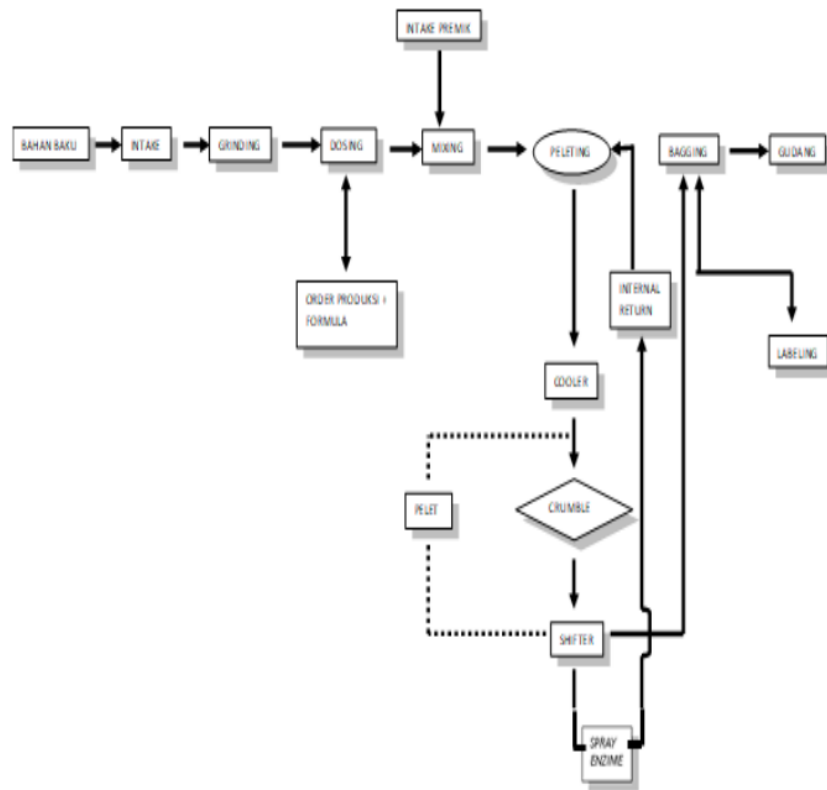 INTAKE PREMIK
BAHAN BAKU
INTAKE
GRINDING
DOSING
MIXING
PELETING
BAGGING
GUDANG
ORDER PRODUKSI +
FORMULA
INTERNAL
RETURN
LABELING
COOLER
PELET
CRUMBLE
SHIFTER
SPRAY
ENZIME